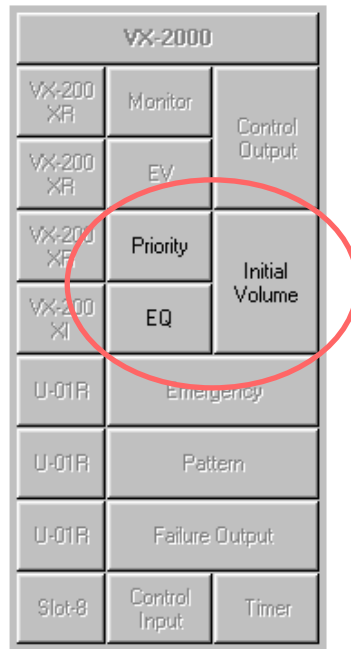 VX-2000
VX-200
XR
Monitor
Control
Output
VX-200
XR
EV
VX-200
XR
Priority
Initial
Volume
VX-200
XI
EQ
U-01R
Emergency
U-01R
Pattern
U-01R
Failure Output
Slot-8
Control
Input
Timer